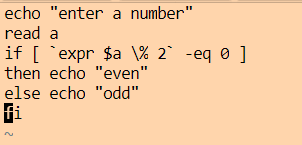 echo "enter a number"
read a
if [ `expr $a \% 2` -eq 0 ]
then echo "even"
else echo "odd"
fi
~